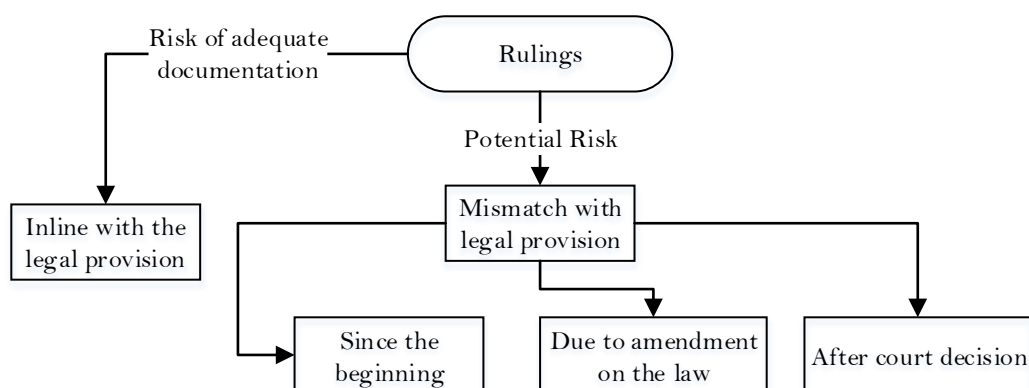 Risk of adequate
documentation
Rulings
Potential Risk
Inline with the
legal provision
Mismatch with
legal provision
Since the
beginning
Due to amendment
on the law
After court decision